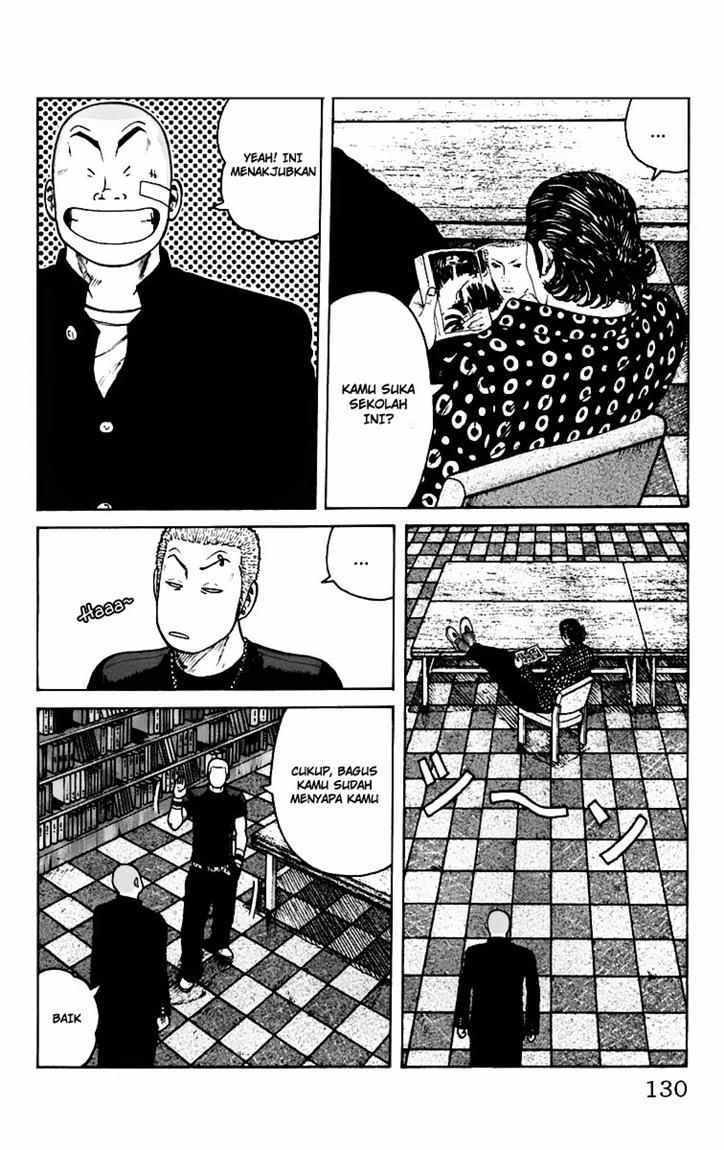 ...
KAMU SUKA
SEKOLAH
INI?
YEAH! INI
MENAKJUBKAN
...
Haaa~
CUKUP, BAGUS
KAMU SUDAH
MENYAPA KAMU
BAIK
130